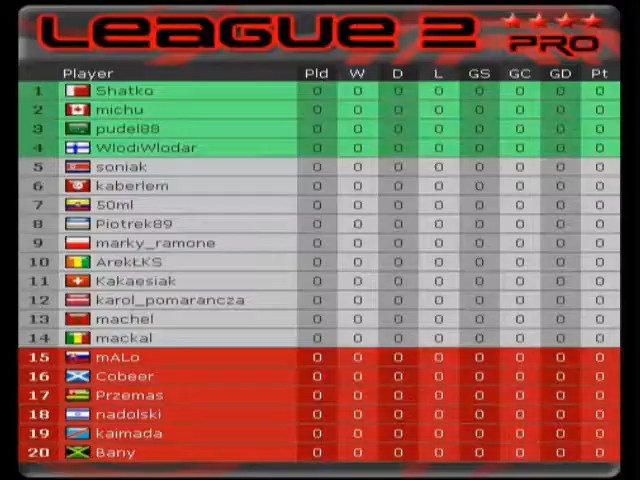 LEAGUE 2 PRO
Player Pld W D L GS GC GD Pt
1 Shatko 0 0 0 0 0 0 0 0
2 michu 0 0 0 0 0 0 0 0
3 pudel88 0 0 0 0 0 0 0 0
4 WlodiWlodar 0 0 0 0 0 0 0 0
5 soniak 0 0 0 0 0 0 0 0
6 kaberlem 0 0 0 0 0 0 0 0
7 50ml 0 0 0 0 0 0 0 0
8 Piotrek89 0 0 0 0 0 0 0 0
9 marky_ramone 0 0 0 0 0 0 0 0
10 ArekŁKS 0 0 0 0 0 0 0 0
11 Kakaesiak 0 0 0 0 0 0 0 0
12 karol_pomarancza 0 0 0 0 0 0 0 0
13 machel 0 0 0 0 0 0 0 0
14 mackal 0 0 0 0 0 0 0 0
15 mALo 0 0 0 0 0 0 0 0
16 Cobeer 0 0 0 0 0 0 0 0
17 Przemas 0 0 0 0 0 0 0 0
18 nadolski 0 0 0 0 0 0 0 0
19 kaimada 0 0 0 0 0 0 0 0
20 Bany 0 0 0 0 0 0 0 0